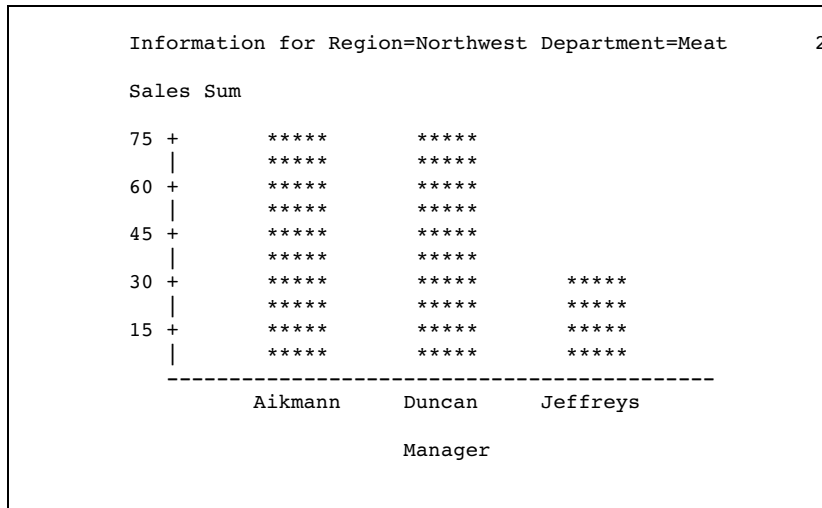 Information for Region=Northwest Department=Meat 2
Sales Sum
75 + ***** *****
| ***** *****
60 + ***** *****
| ***** *****
45 + ***** *****
| ***** *****
30 + ***** ***** *****
| ***** ***** *****
15 + ***** ***** *****
| ***** ***** *****
--------------------------------------------
Aikmann Duncan Jeffreys
Manager